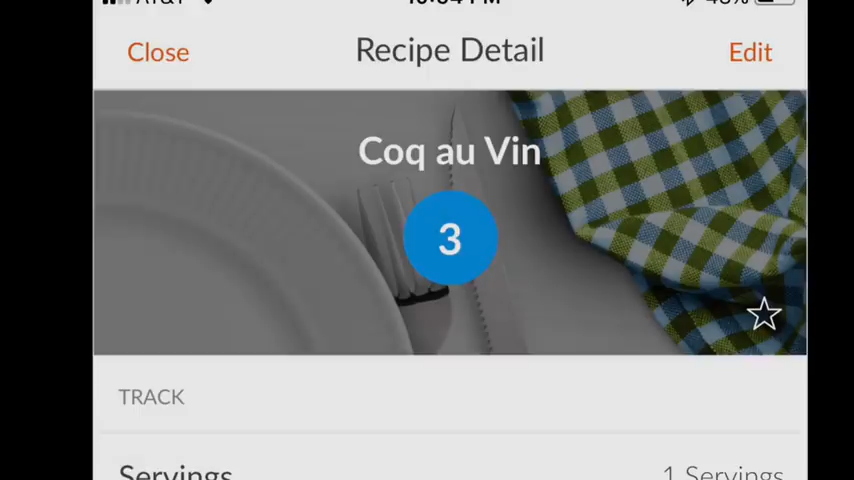 Close Recipe Detail Edit
Coq au Vin
3
TRACK
Servings 1 Servings